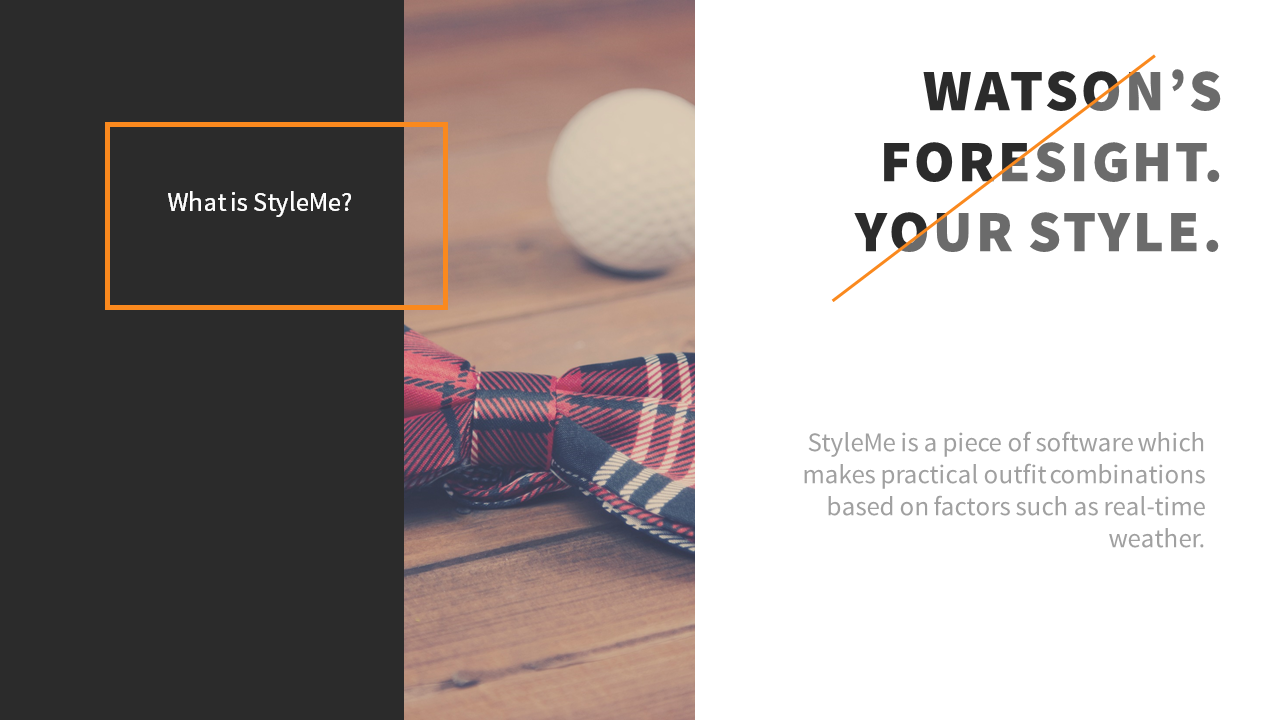 What is StyleMe?
WATSON’S
FORESIGHT.
YOUR STYLE.
StyleMe is a piece of software which
makes practical outfit combinations
based on factors such as real-time
weather.